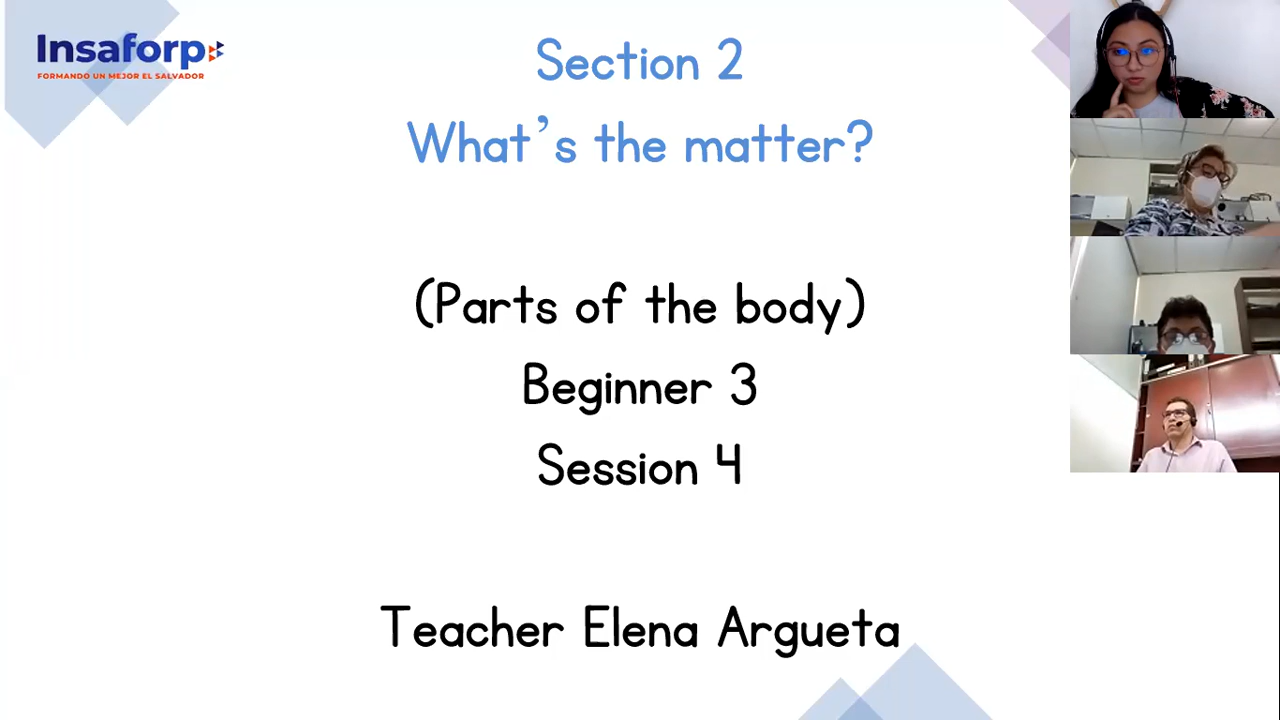 Insaforp
FORMANDO UN MEJOR EL SALVADOR
Section 2
What's the matter?
(Parts of the body)
Beginner 3
Session 4
Teacher Elena Argueta